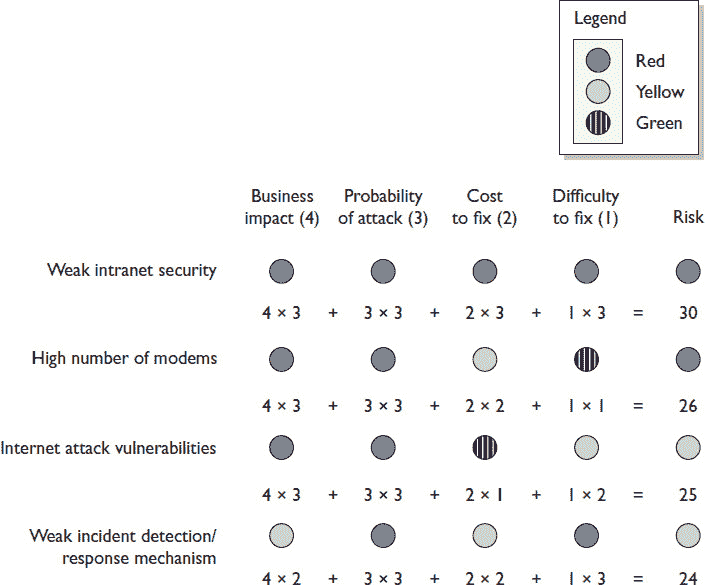 Legend
Red
Yellow
Green
Business impact (4) Probability of attack (3) Cost to fix (2) Difficulty to fix (1) Risk
Weak intranet security
4 × 3 + 3 × 3 + 2 × 3 + 1 × 3 = 30
High number of modems
4 × 3 + 3 × 3 + 2 × 2 + 1 × 1 = 26
Internet attack vulnerabilities
4 × 3 + 3 × 3 + 2 × 1 + 1 × 2 = 25
Weak incident detection/
response mechanism
4 × 2 + 3 × 3 + 2 × 2 + 1 × 3 = 24